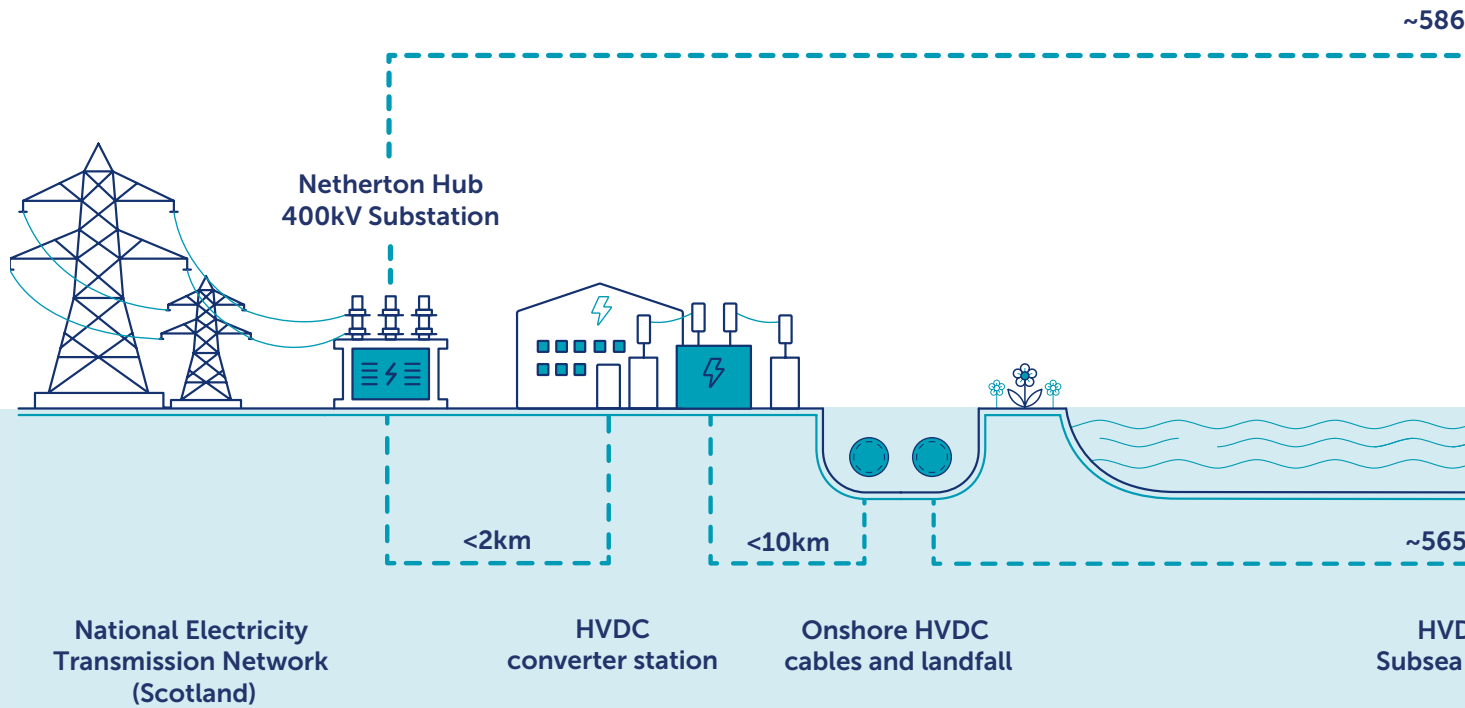 ~586
Netherton Hub
400kV Substation
<2km
<10km
~565
National Electricity
Transmission Network
(Scotland)
HVDC
converter station
Onshore HVDC
cables and landfall
HVD
Subsea